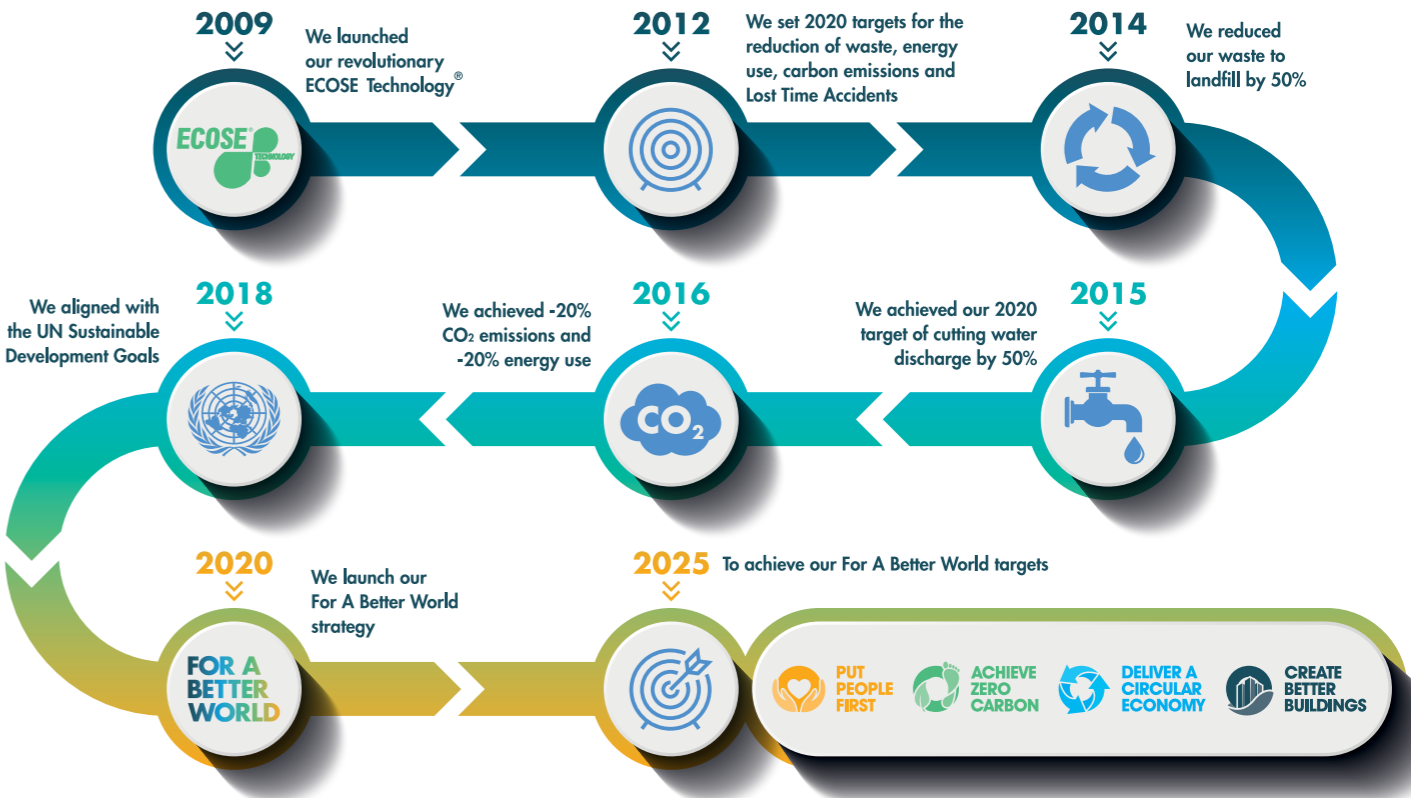 2009
We launched
our revolutionary
ECOSE Technology®
ECOSE®
TECHNOLOGY
2012
We set 2020 targets for the
reduction of waste, energy
use, carbon emissions and
Lost Time Accidents
2014
We reduced
our waste to
landfill by 50%
2015
We achieved our 2020
target of cutting water
discharge by 50%
2016
We achieved -20%
CO₂ emissions and
-20% energy use
CO₂
2018
We aligned with
the UN Sustainable
Development Goals
2020
We launch our
For A Better World
strategy
FOR A
BETTER
WORLD
2025
To achieve our For A Better World targets
PUT
PEOPLE
FIRST
ACHIEVE
ZERO
CARBON
DELIVER A
CIRCULAR
ECONOMY
CREATE
BETTER
BUILDINGS